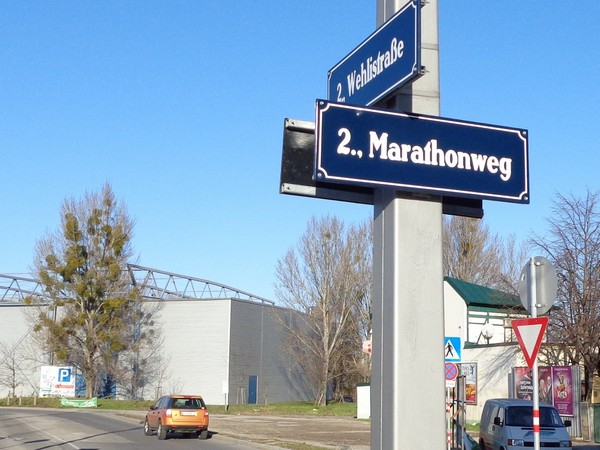 2., Wehlistraße
2., Marathonweg
P